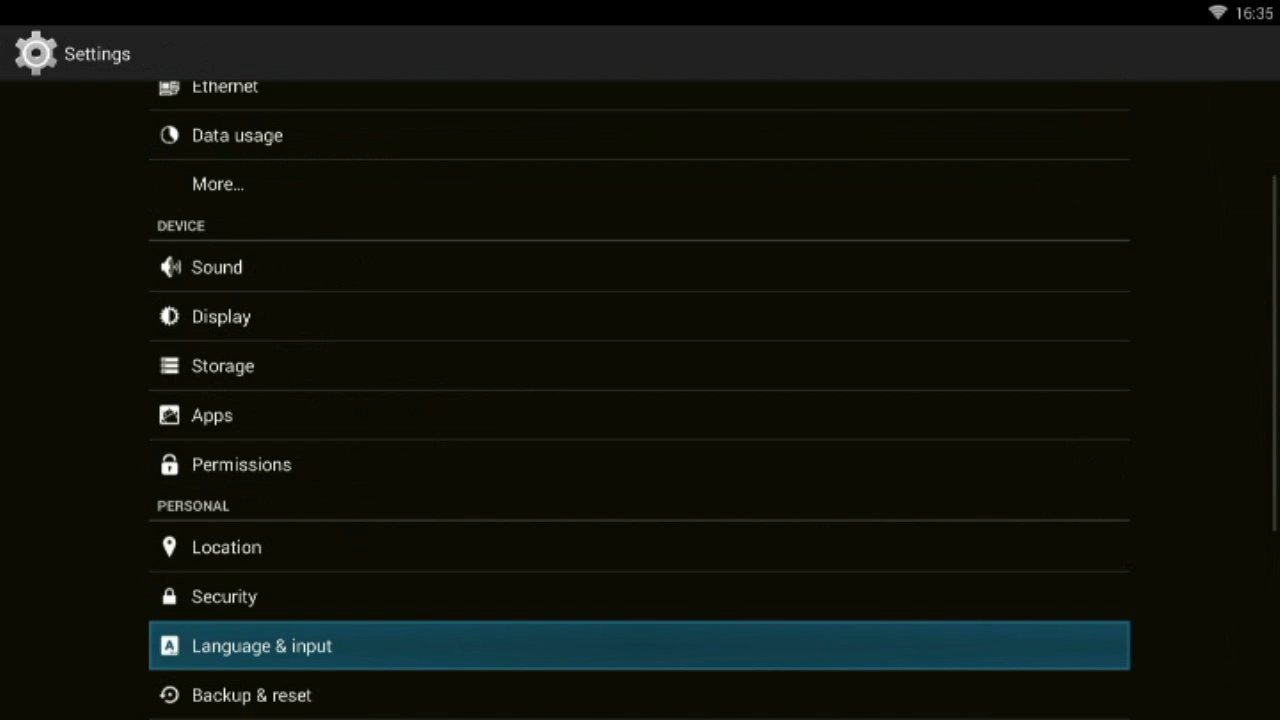 16:35
Settings
Ethernet
Data usage
More...
DEVICE
Sound
Display
Storage
Apps
Permissions
PERSONAL
Location
Security
Language & input
Backup & reset